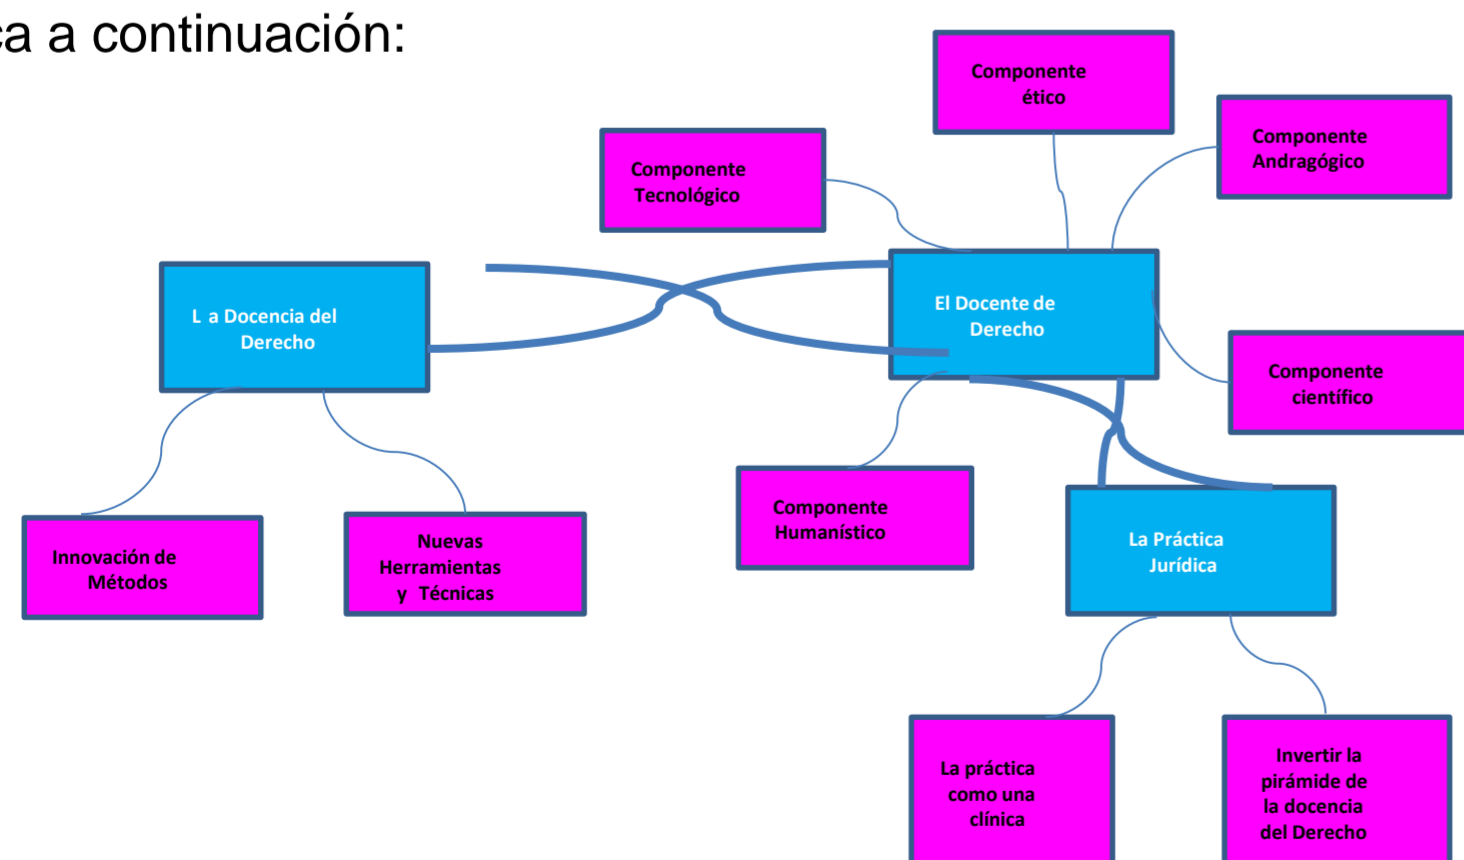 ca a continuación:
Componente
ético
Componente
Andragógico
Componente
Tecnológico
L a Docencia del
Derecho
El Docente de
Derecho
Componente
científico
Componente
Humanístico
Innovación de
Métodos
Nuevas
Herramientas
y Técnicas
La Práctica
Jurídica
La práctica
como una
clínica
Invertir la
pirámide de
la docencia
del Derecho